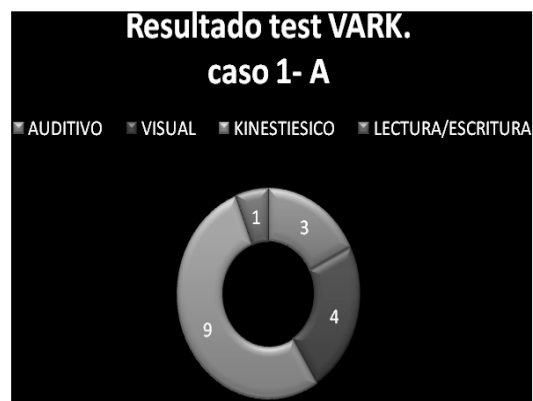 Resultado test VARK.
caso 1- A
AUDITIVO VISUAL KINESTIESICO LECTURA/ESCRITURA
1 3
4
9